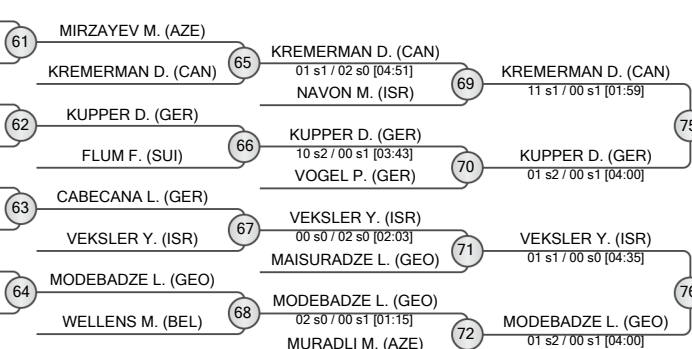 61
MIRZAYEV M. (AZE)
KREMERMAN D. (CAN)
62
KUPPER D. (GER)
FLUM F. (SUI)
63
CABECANA L. (GER)
VEKSLER Y. (ISR)
64
MODEBADZE L. (GEO)
WELLENS M. (BEL)
65
KREMERMAN D. (CAN)
01 s1 / 02 s0 [04:51]
NAVON M. (ISR)
66
KUPPER D. (GER)
10 s2 / 00 s1 [03:43]
VOGEL P. (GER)
67
VEKSLER Y. (ISR)
00 s0 / 02 s0 [02:03]
MAISURADZE L. (GEO)
68
MODEBADZE L. (GEO)
02 s0 / 00 s1 [01:15]
MURADLI M. (AZE)
69
KREMERMAN D. (CAN)
11 s1 / 00 s1 [01:59]
70
KUPPER D. (GER)
01 s2 / 00 s1 [04:00]
71
VEKSLER Y. (ISR)
01 s1 / 00 s0 [04:35]
72
MODEBADZE L. (GEO)
01 s2 / 00 s1 [04:00]
75
76